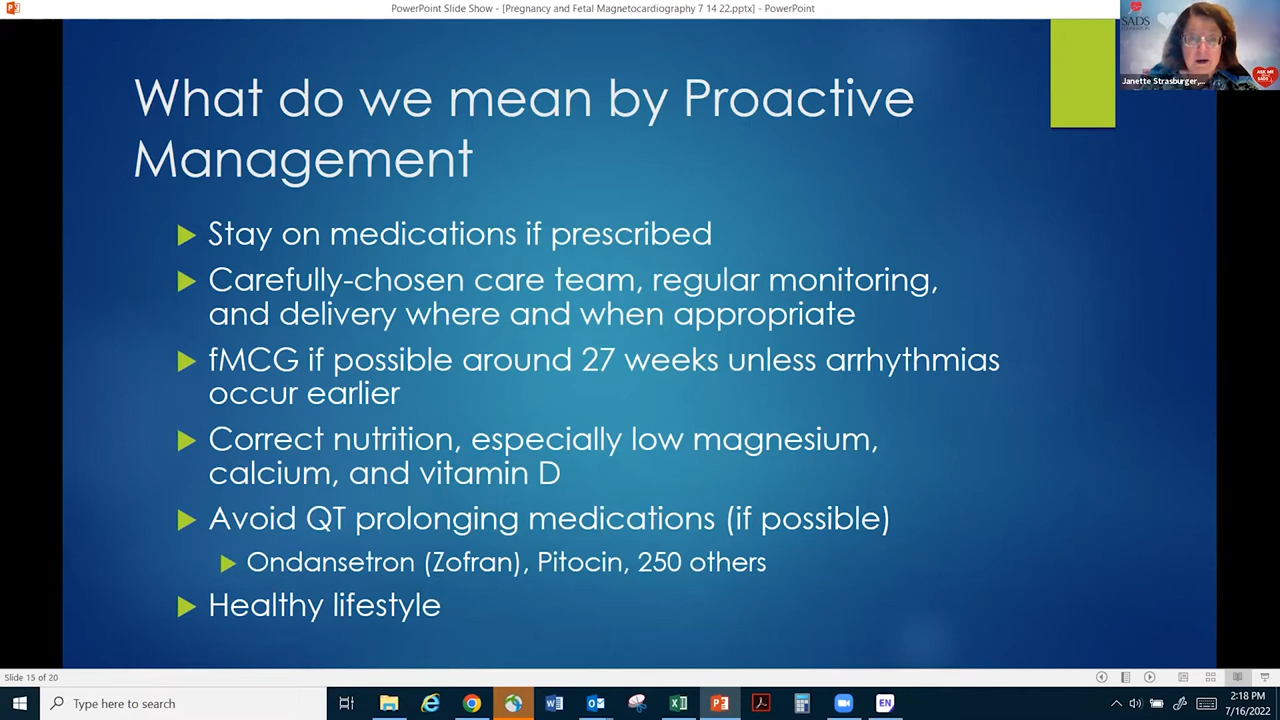 PowerPoint Slide Show - [Pregnancy and Fetal Magnetocardiography 7 14 22.pptx] - PowerPoint
SADS
FOUNDATION
Janette Strasburger,...
ASK ME
SADS
What do we mean by Proactive
Management
Stay on medications if prescribed
Carefully-chosen care team, regular monitoring,
and delivery where and when appropriate
fMCG if possible around 27 weeks unless arrhythmias
occur earlier
Correct nutrition, especially low magnesium,
calcium, and vitamin D
Avoid QT prolonging medications (if possible)
Ondansetron (Zofran), Pitocin, 250 others
Healthy lifestyle
Slide 15 of 20
Type here to search
EN
2:18 PM
7/16/2022